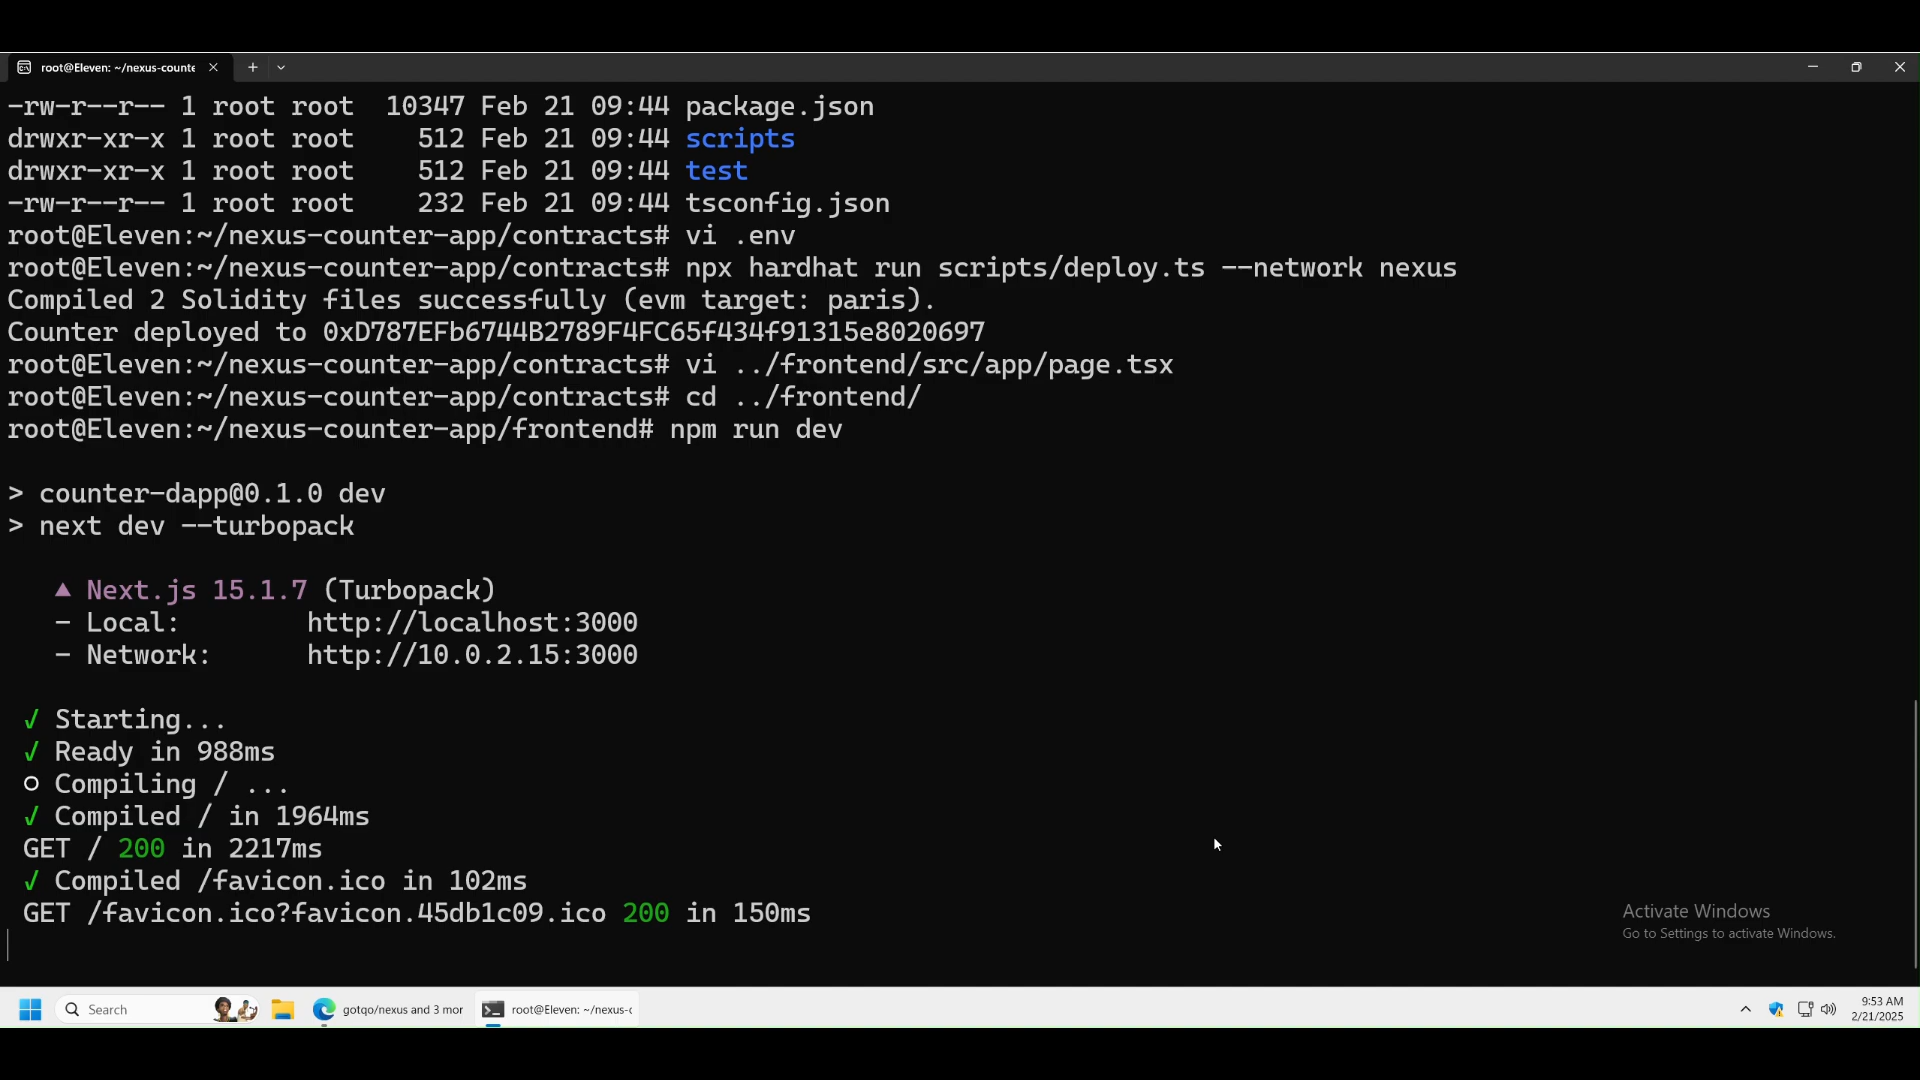 root@Eleven: ~/nexus-counte
-rw-r--r-- 1 root root 10347 Feb 21 09:44 package.json
drwxr-xr-x 1 root root 512 Feb 21 09:44 scripts
drwxr-xr-x 1 root root 512 Feb 21 09:44 test
-rw-r--r-- 1 root root 232 Feb 21 09:44 tsconfig.json
root@Eleven:~/nexus-counter-app/contracts# vi .env
root@Eleven:~/nexus-counter-app/contracts# npx hardhat run scripts/deploy.ts --network nexus
Compiled 2 Solidity files successfully (evm target: paris).
Counter deployed to 0xD787EFb6744B2789F4FC65f434f91315e8020697
root@Eleven:~/nexus-counter-app/contracts# vi ../frontend/src/app/page.tsx
root@Eleven:~/nexus-counter-app/contracts# cd ../frontend/
root@Eleven:~/nexus-counter-app/frontend# npm run dev
> counter-dapp@0.1.0 dev
> next dev --turbopack
▲ Next.js 15.1.7 (Turbopack)
- Local: http://localhost:3000
- Network: http://10.0.2.15:3000
✓ Starting...
✓ Ready in 988ms
○ Compiling / ...
✓ Compiled / in 1964ms
GET / 200 in 2217ms
✓ Compiled /favicon.ico in 102ms
GET /favicon.ico?favicon.45db1c09.ico 200 in 150ms
Activate Windows
Go to Settings to activate Windows.
Search
gotqo/nexus and 3 mor
root@Eleven: ~/nexus-c
9:53 AM
2/21/2025